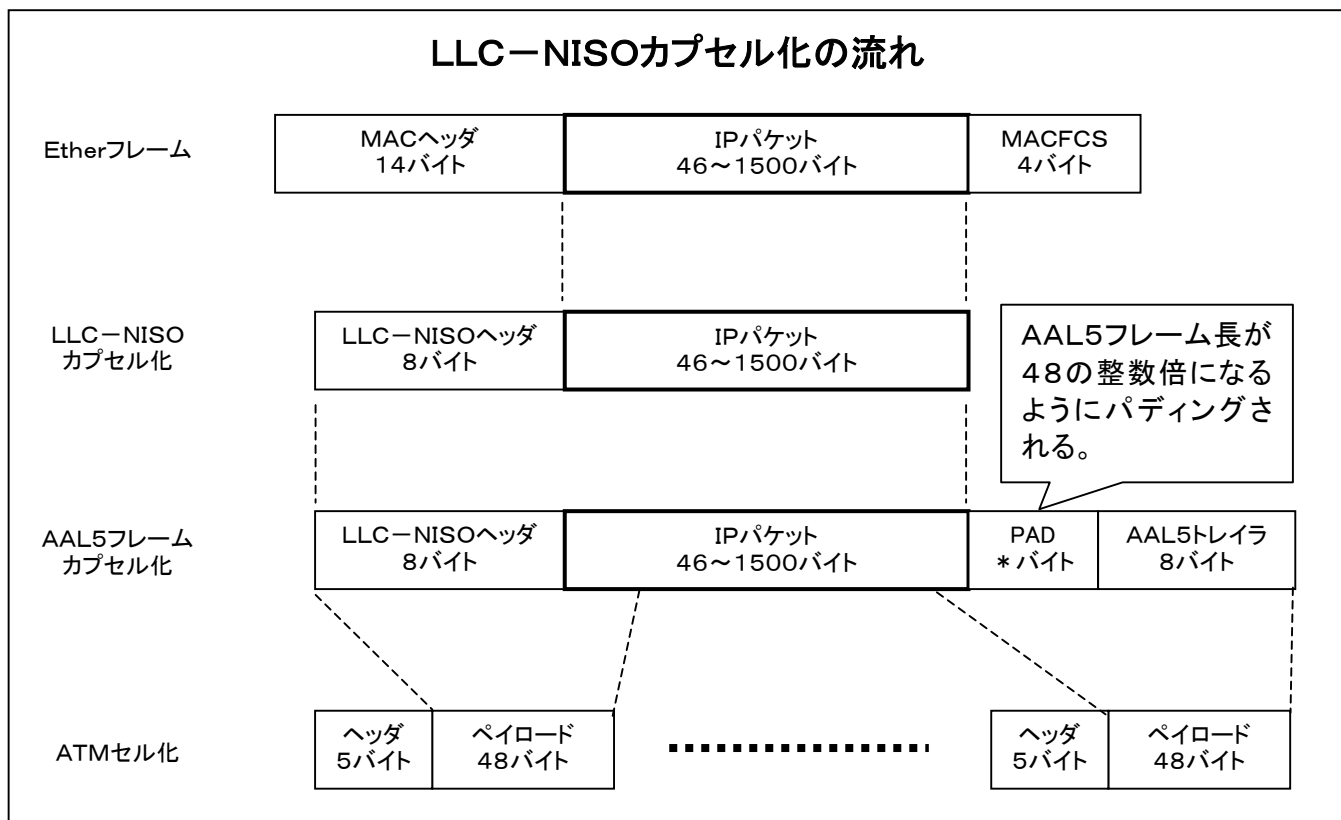 LLC-NISOカプセル化の流れ
Etherフレーム
MACヘッダ
14バイト
IPパケット
46~1500バイト
MACFCS
4バイト
LLC-NISO
カプセル化
LLC-NISOヘッダ
8バイト
IPパケット
46~1500バイト
AAL5フレーム長が
48の整数倍になる
ようにパディングさ
れる。
AAL5フレーム
カプセル化
LLC-NISOヘッダ
8バイト
IPパケット
46~1500バイト
PAD
*バイト
AAL5トレイラ
8バイト
ATMセル化
ヘッダ
5バイト
ペイロード
48バイト
ヘッダ
5バイト
ペイロード
48バイト